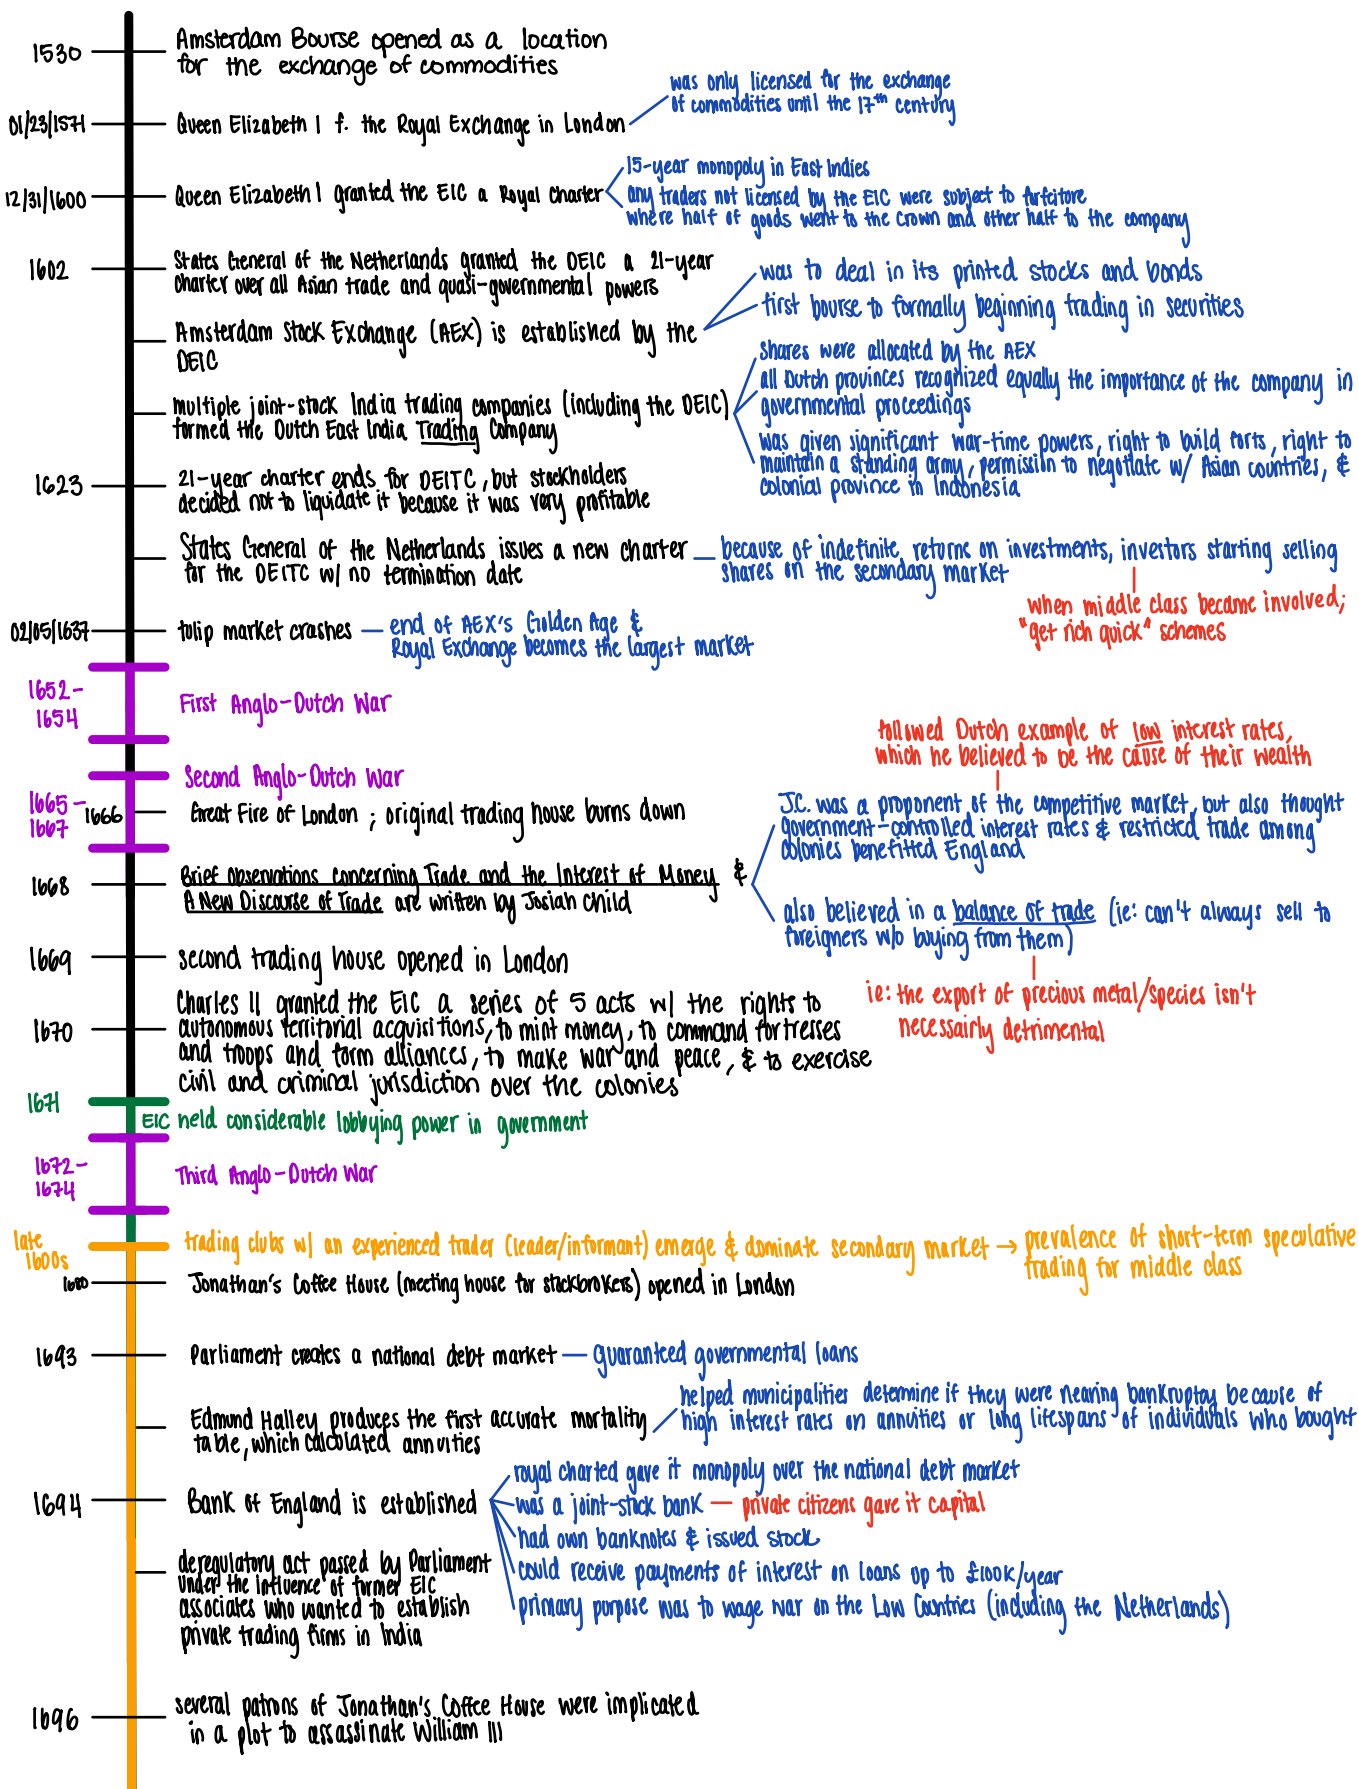 1530
Amsterdam Bourse opened as a location
for the exchange of commodities
01/23/1571
Queen Elizabeth I f. the Royal Exchange in London
was only licensed for the exchange
of commodities until the 17th century
12/31/1600
Queen Elizabeth I granted the EIC a Royal Charter
15-year monopoly in East Indies
any traders not licensed by the EIC were subject to forfeiture
where half of goods went to the crown and other half to the company
1602
States General of the Netherlands granted the DEIC a 21-year
charter over all Asian trade and quasi-governmental powers
Amsterdam Stock Exchange (AEX) is established by the
DEIC
was to deal in its printed stocks and bonds
first bourse to formally beginning trading in securities
multiple joint-stock India trading companies (including the DEIC)
formed the Dutch East India Trading Company
shares were allocated by the AEX
all Dutch provinces recognized equally the importance of the company in
governmental proceedings
was given significant war-time powers, right to build forts, right to
maintain a standing army, permission to negotiate w/ Asian countries, &
colonial province in Indonesia
1623
21-year charter ends for DEITC, but stockholders
decided not to liquidate it because it was very profitable
States General of the Netherlands issues a new charter
for the DEITC w/ no termination date
because of indefinite returns on investments, investors starting selling
shares on the secondary market
when middle class became involved;
"get rich quick" schemes
02/05/1637
tulip market crashes
end of AEX's Golden Age &
Royal Exchange becomes the largest market
1652-
1654
First Anglo-Dutch War
1665-
1667
Second Anglo-Dutch War
1666
Great Fire of London ; original trading house burns down
followed Dutch example of low interest rates,
which he believed to be the cause of their wealth
J.C. was a proponent of the competitive market, but also thought
government-controlled interest rates & restricted trade among
colonies benefitted England
1668
Brief Observations concerning Trade and the Interest of Money &
A New Discourse of Trade are written by Josiah Child
also believed in a balance of trade (ie: can't always sell to
foreigners w/o buying from them)
ie: the export of precious metal/species isn't
necessairly detrimental
1669
second trading house opened in London
1670
Charles II granted the EIC a series of 5 acts w/ the rights to
autonomous territorial acquisitions, to mint money, to command fortresses
and troops and form alliances, to make war and peace, & to exercise
civil and criminal jurisdiction over the colonies
1671
EIC held considerable lobbying power in government
1672-
1674
Third Anglo-Dutch War
late
1600s
trading clubs w/ an experienced trader (leader/informant) emerge & dominate secondary market → prevalence of short-term speculative
trading for middle class
1680
Jonathan's Coffee House (meeting house for stockbrokers) opened in London
1693
Parliament creates a national debt market
guaranteed governmental loans
Edmund Halley produces the first accurate mortality
table, which calculated annuities
helped municipalities determine if they were nearing bankruptcy because of
high interest rates on annuities or long lifespans of individuals who bought
1694
Bank of England is established
royal charted gave it monopoly over the national debt market
was a joint-stock bank — private citizens gave it capital
had own banknotes & issued stock
could receive payments of interest on loans up to £100K/year
primary purpose was to wage war on the Low Countries (including the Netherlands)
deregulatory act passed by Parliament
under the influence of former EIC
associates who wanted to establish
private trading firms in India
1696
several patrons of Jonathan's Coffee House were implicated
in a plot to assassinate William III